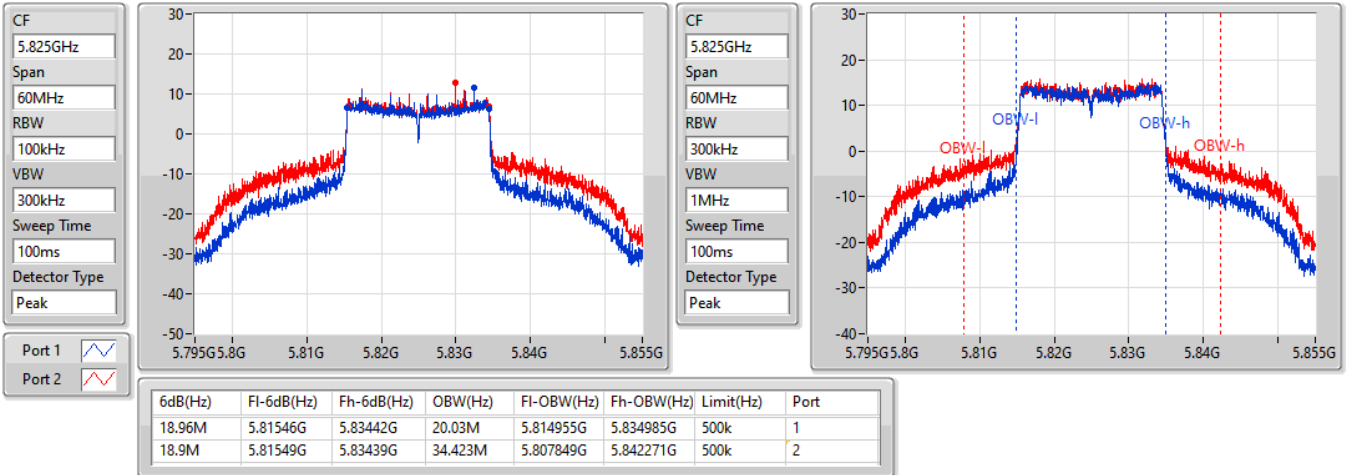 CF
5.825GHz
Span
60MHz
RBW
100kHz
VBW
300kHz
Sweep Time
100ms
Detector Type
Peak
Port 1
Port 2
30
20
10
0
-10
-20
-30
-40
-50
5.795G 5.8G 5.81G 5.82G 5.83G 5.84G 5.855G
CF
5.825GHz
Span
60MHz
RBW
300kHz
VBW
1MHz
Sweep Time
100ms
Detector Type
Peak
30
20
10
0
-10
-20
-30
-40
OBW-l
OBW-l
OBW-h
OBW-h
5.795G 5.8G 5.81G 5.82G 5.83G 5.84G 5.855G
6dB(Hz) Fl-6dB(Hz) Fh-6dB(Hz) OBW(Hz) Fl-OBW(Hz) Fh-OBW(Hz) Limit(Hz) Port
18.96M 5.81546G 5.83442G 20.03M 5.814955G 5.834985G 500k 1
18.9M 5.81549G 5.83439G 34.423M 5.807849G 5.842271G 500k 2